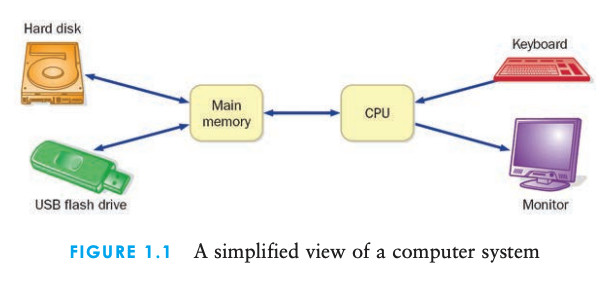 Hard disk
Keyboard
Main
memory
CPU
USB flash drive
Monitor
FIGURE 1.1 A simplified view of a computer system